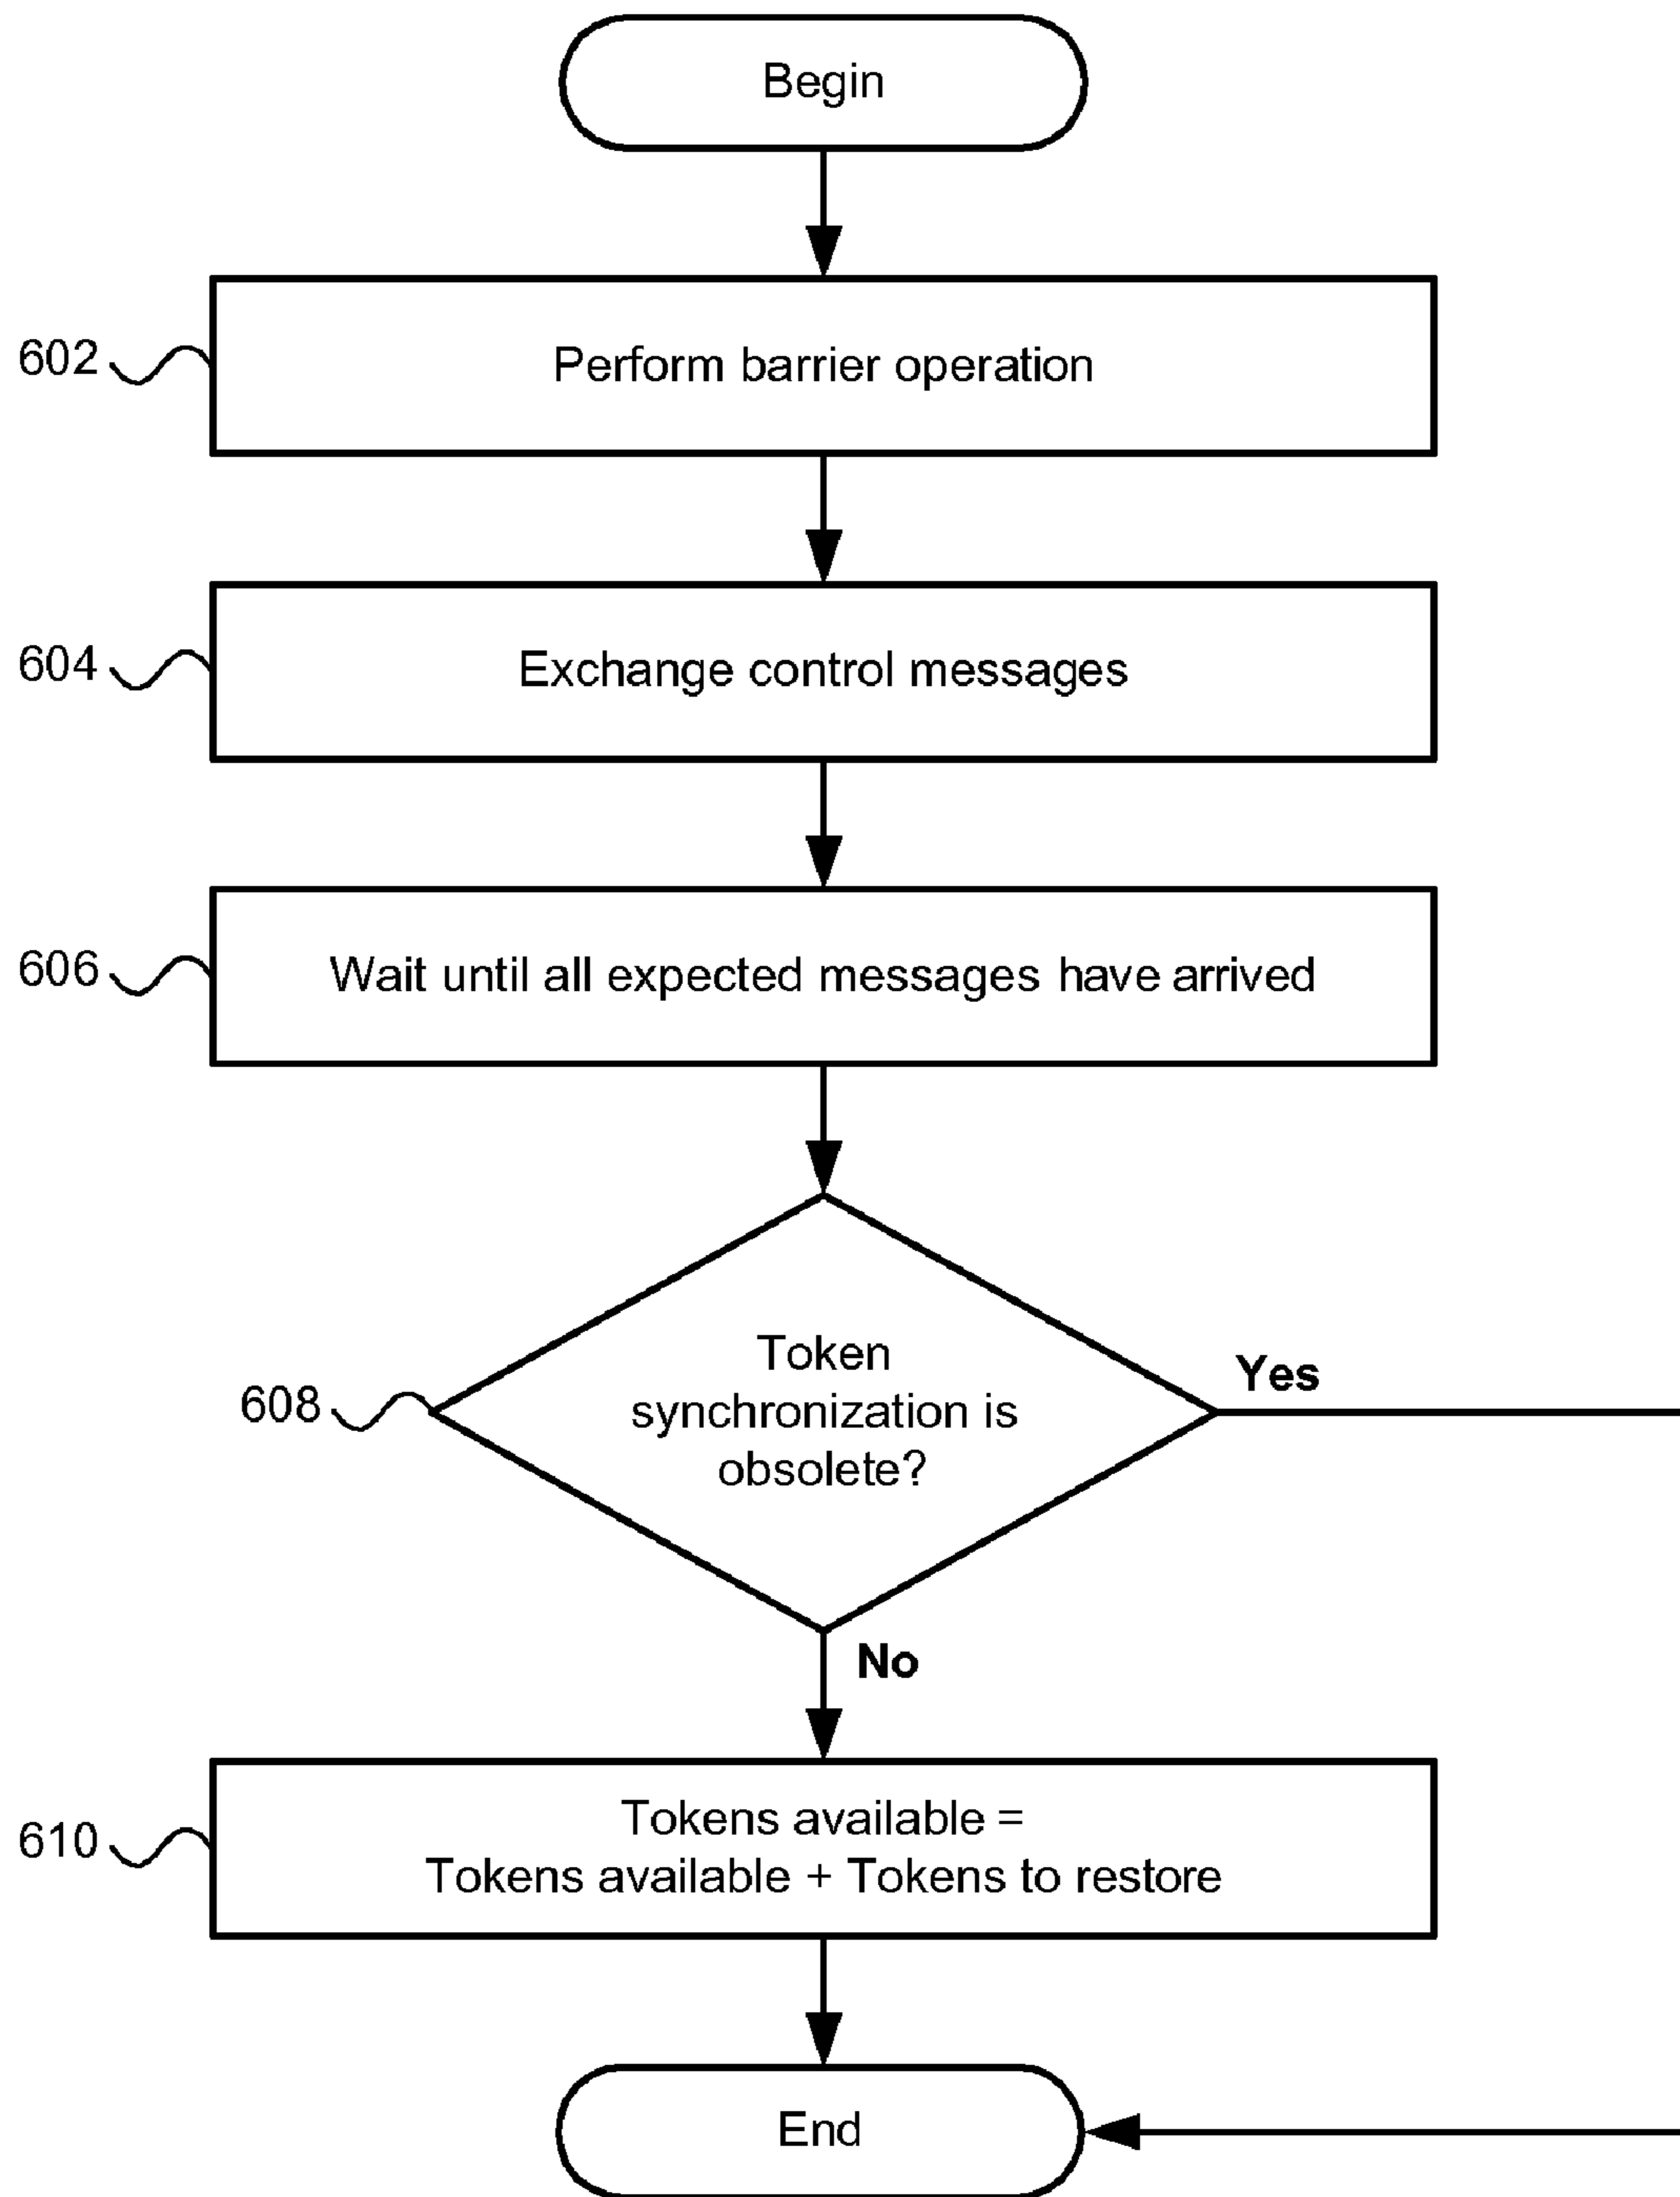 Begin
602
Perform barrier operation
604
Exchange control messages
606
Wait until all expected messages have arrived
608
Token
synchronization is
obsolete?
Yes
No
610
Tokens available =
Tokens available + Tokens to restore
End